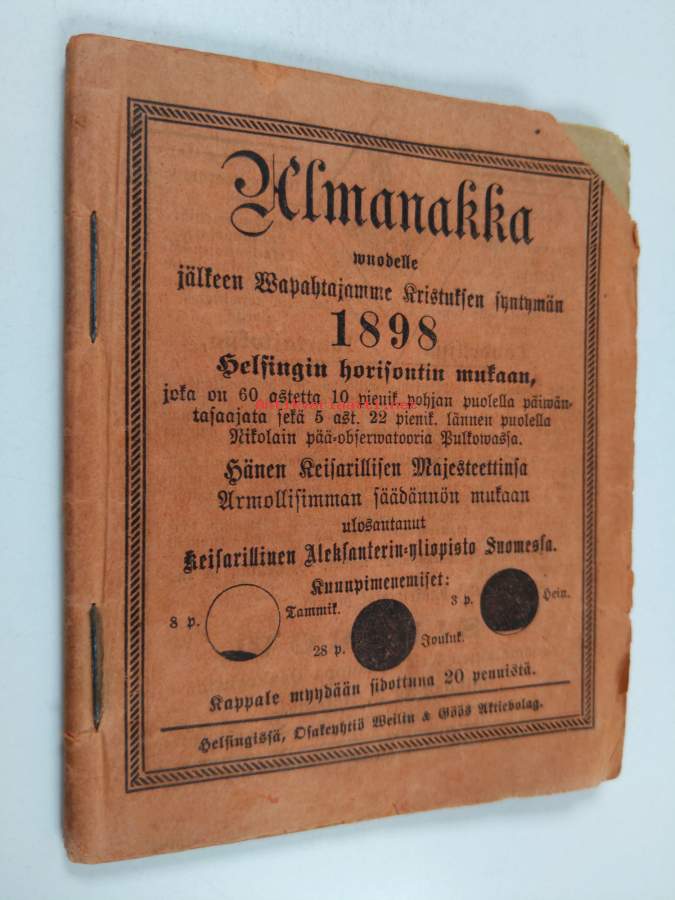 Almanakka
wuodelle
jälkeen Wapahtajamme Kristuksen syntymän
1898
Helsingin horisontin mukaan,
joka on 60 astetta 10 pienik. pohjan puolella päiwän-
tasaajata sekä 5 ast. 22 pienik. lännen puolella
Nikolain pää-observatooria Pulkowassa.
Hänen Keisarillisen Majesteettinsa
Armollisimman säädännön mukaan
ulosantanut
Keisarillinen Aleksanterin-yliopisto Suomessa.
Kuunpimenemiset:
8 p. Tammik. 3 p. Hein.
28 p. Jouluk.
Kappale myydään sidottuna 20 pennistä.
Helsingissä, Osakeyhtiö Weilin & Göös Aktiebolag.